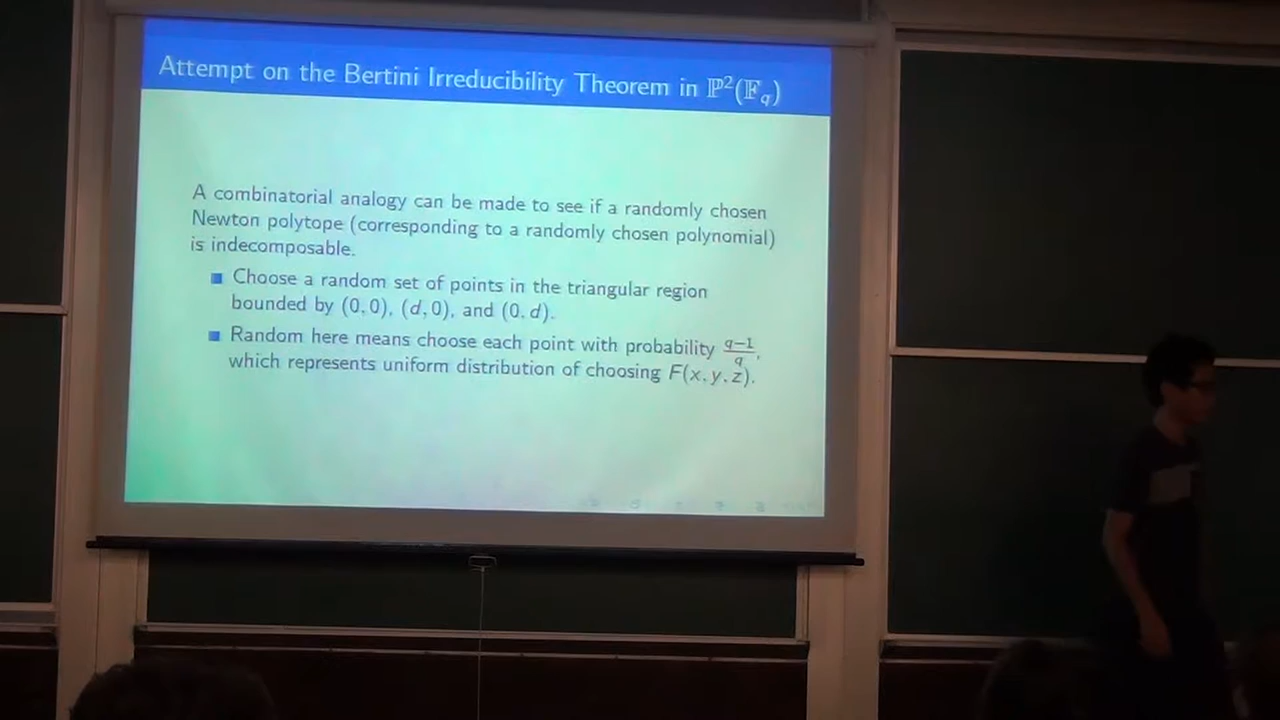 Attempt on the Bertini Irreducibility Theorem in ℙ²(𝔽_q)
A combinatorial analogy can be made to see if a randomly chosen
Newton polytope (corresponding to a randomly chosen polynomial)
is indecomposable.
Choose a random set of points in the triangular region
bounded by (0, 0), (d, 0), and (0, d).
Random here means choose each point with probability (q−1)/q,
which represents uniform distribution of choosing F(x, y, z).